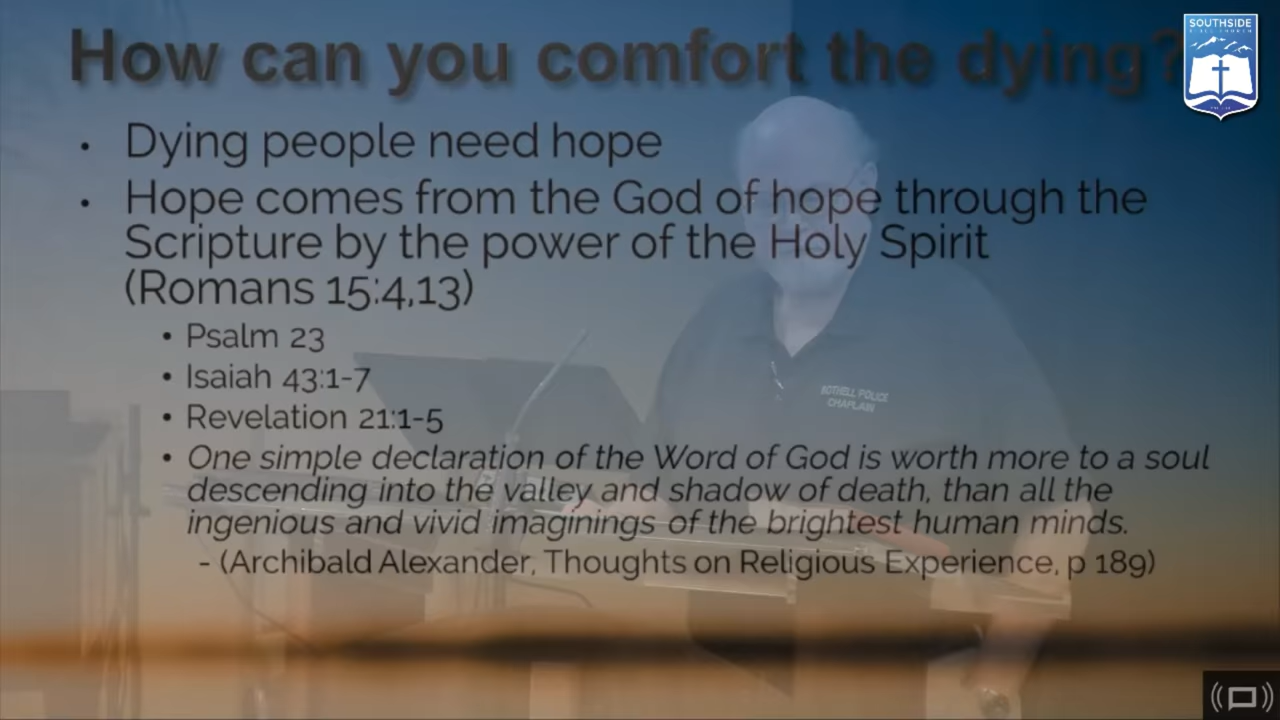 How can you comfort the dying?
SOUTHSIDE
BIBLE CHURCH
• Dying people need hope
• Hope comes from the God of hope through the
Scripture by the power of the Holy Spirit
(Romans 15:4,13)
• Psalm 23
• Isaiah 43:1-7
• Revelation 21:1-5
BOTHELL POLICE
CHAPLAIN
• One simple declaration of the Word of God is worth more to a soul
descending into the valley and shadow of death, than all the
ingenious and vivid imaginings of the brightest human minds.
- (Archibald Alexander, Thoughts on Religious Experience, p 189)